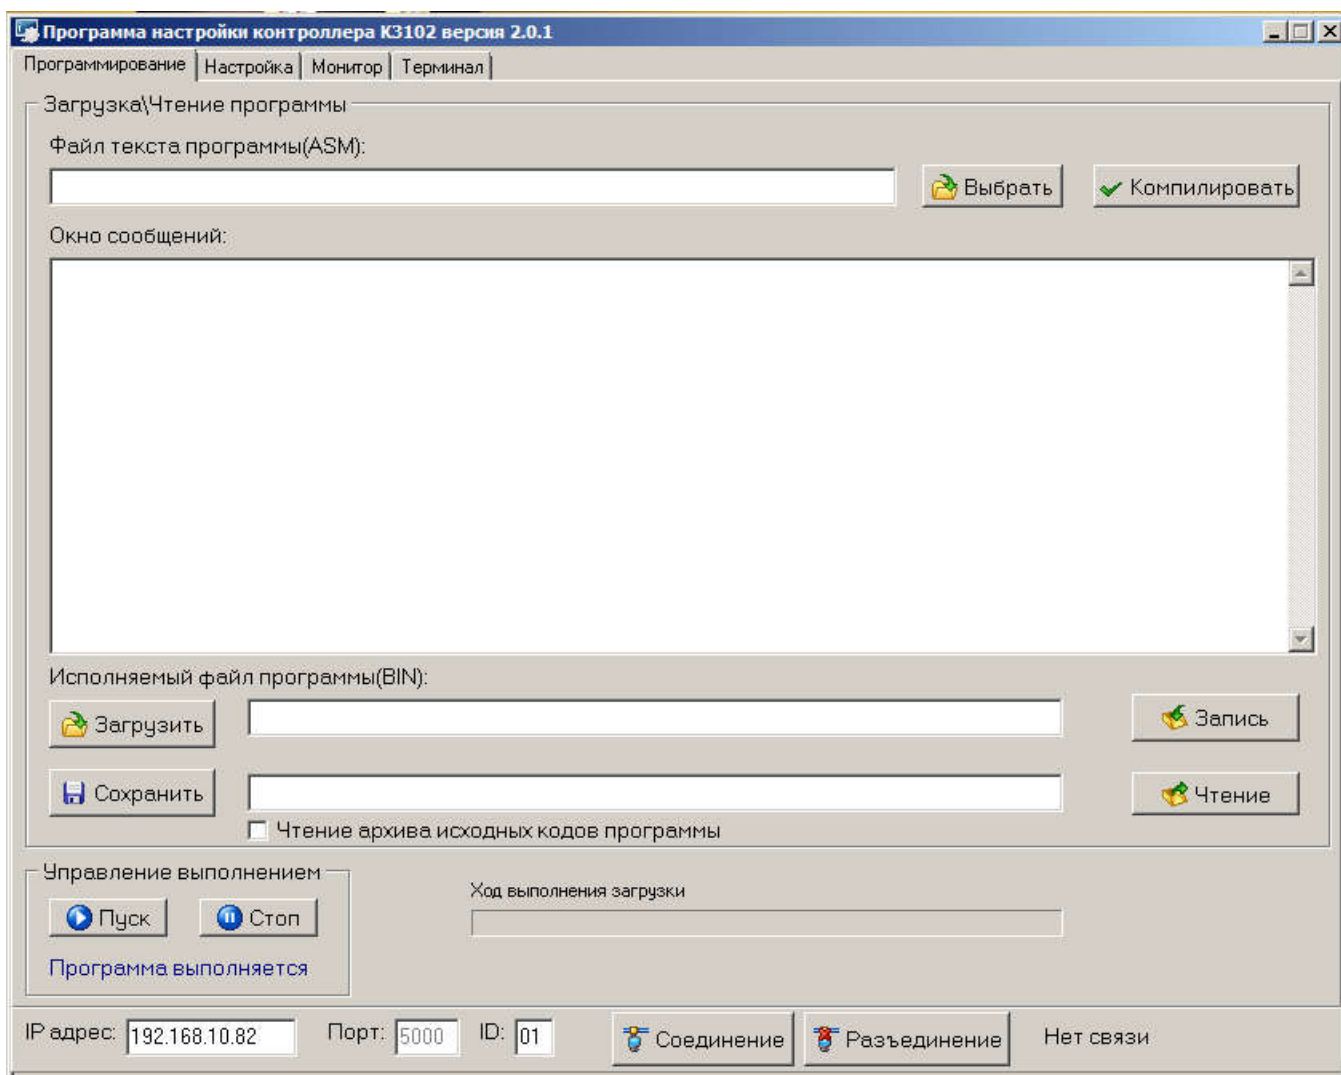 Программа настройки контроллера К3102 версия 2.0.1
Программирование Настройка Монитор Терминал
Загрузка\Чтение программы
Файл текста программы(ASM):
Выбрать Компилировать
Окно сообщений:
Исполняемый файл программы(BIN):
Загрузить Запись
Сохранить Чтение
Чтение архива исходных кодов программы
Управление выполнением
Ход выполнения загрузки
Пуск Стоп
Программа выполняется
IP адрес: 192.168.10.82 Порт: 5000 ID: 01 Соединение Разъединение Нет связи